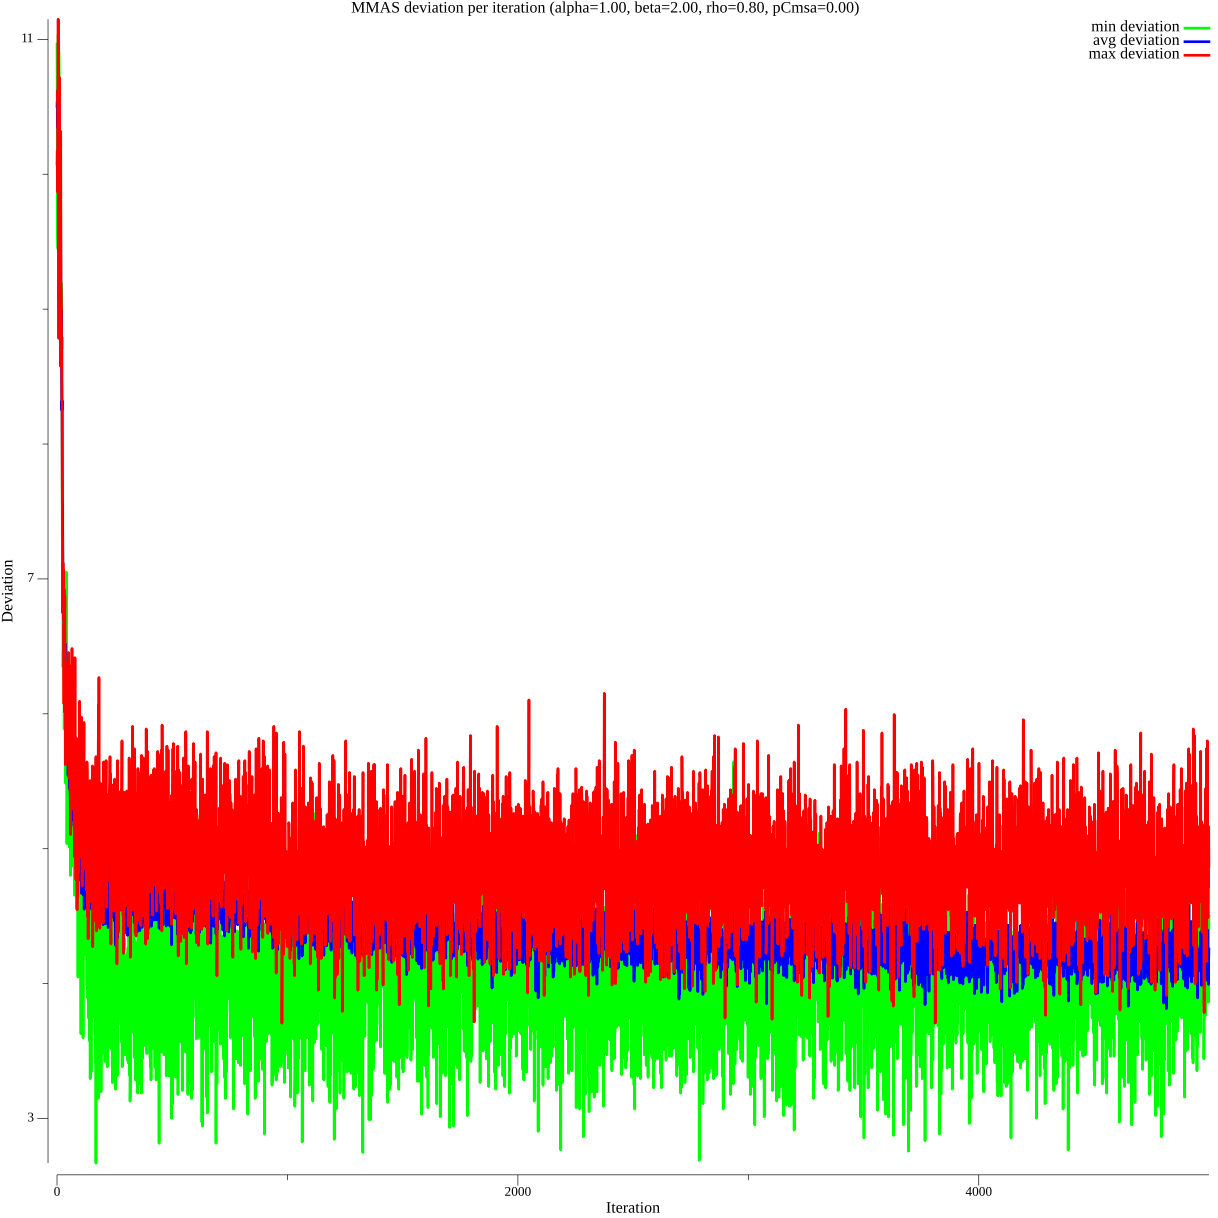 MMAS deviation per iteration (alpha=1.00, beta=2.00, rho=0.80, pCmsa=0.00)
min deviation
avg deviation
max deviation
11
7
3
Deviation
0
2000
4000
Iteration